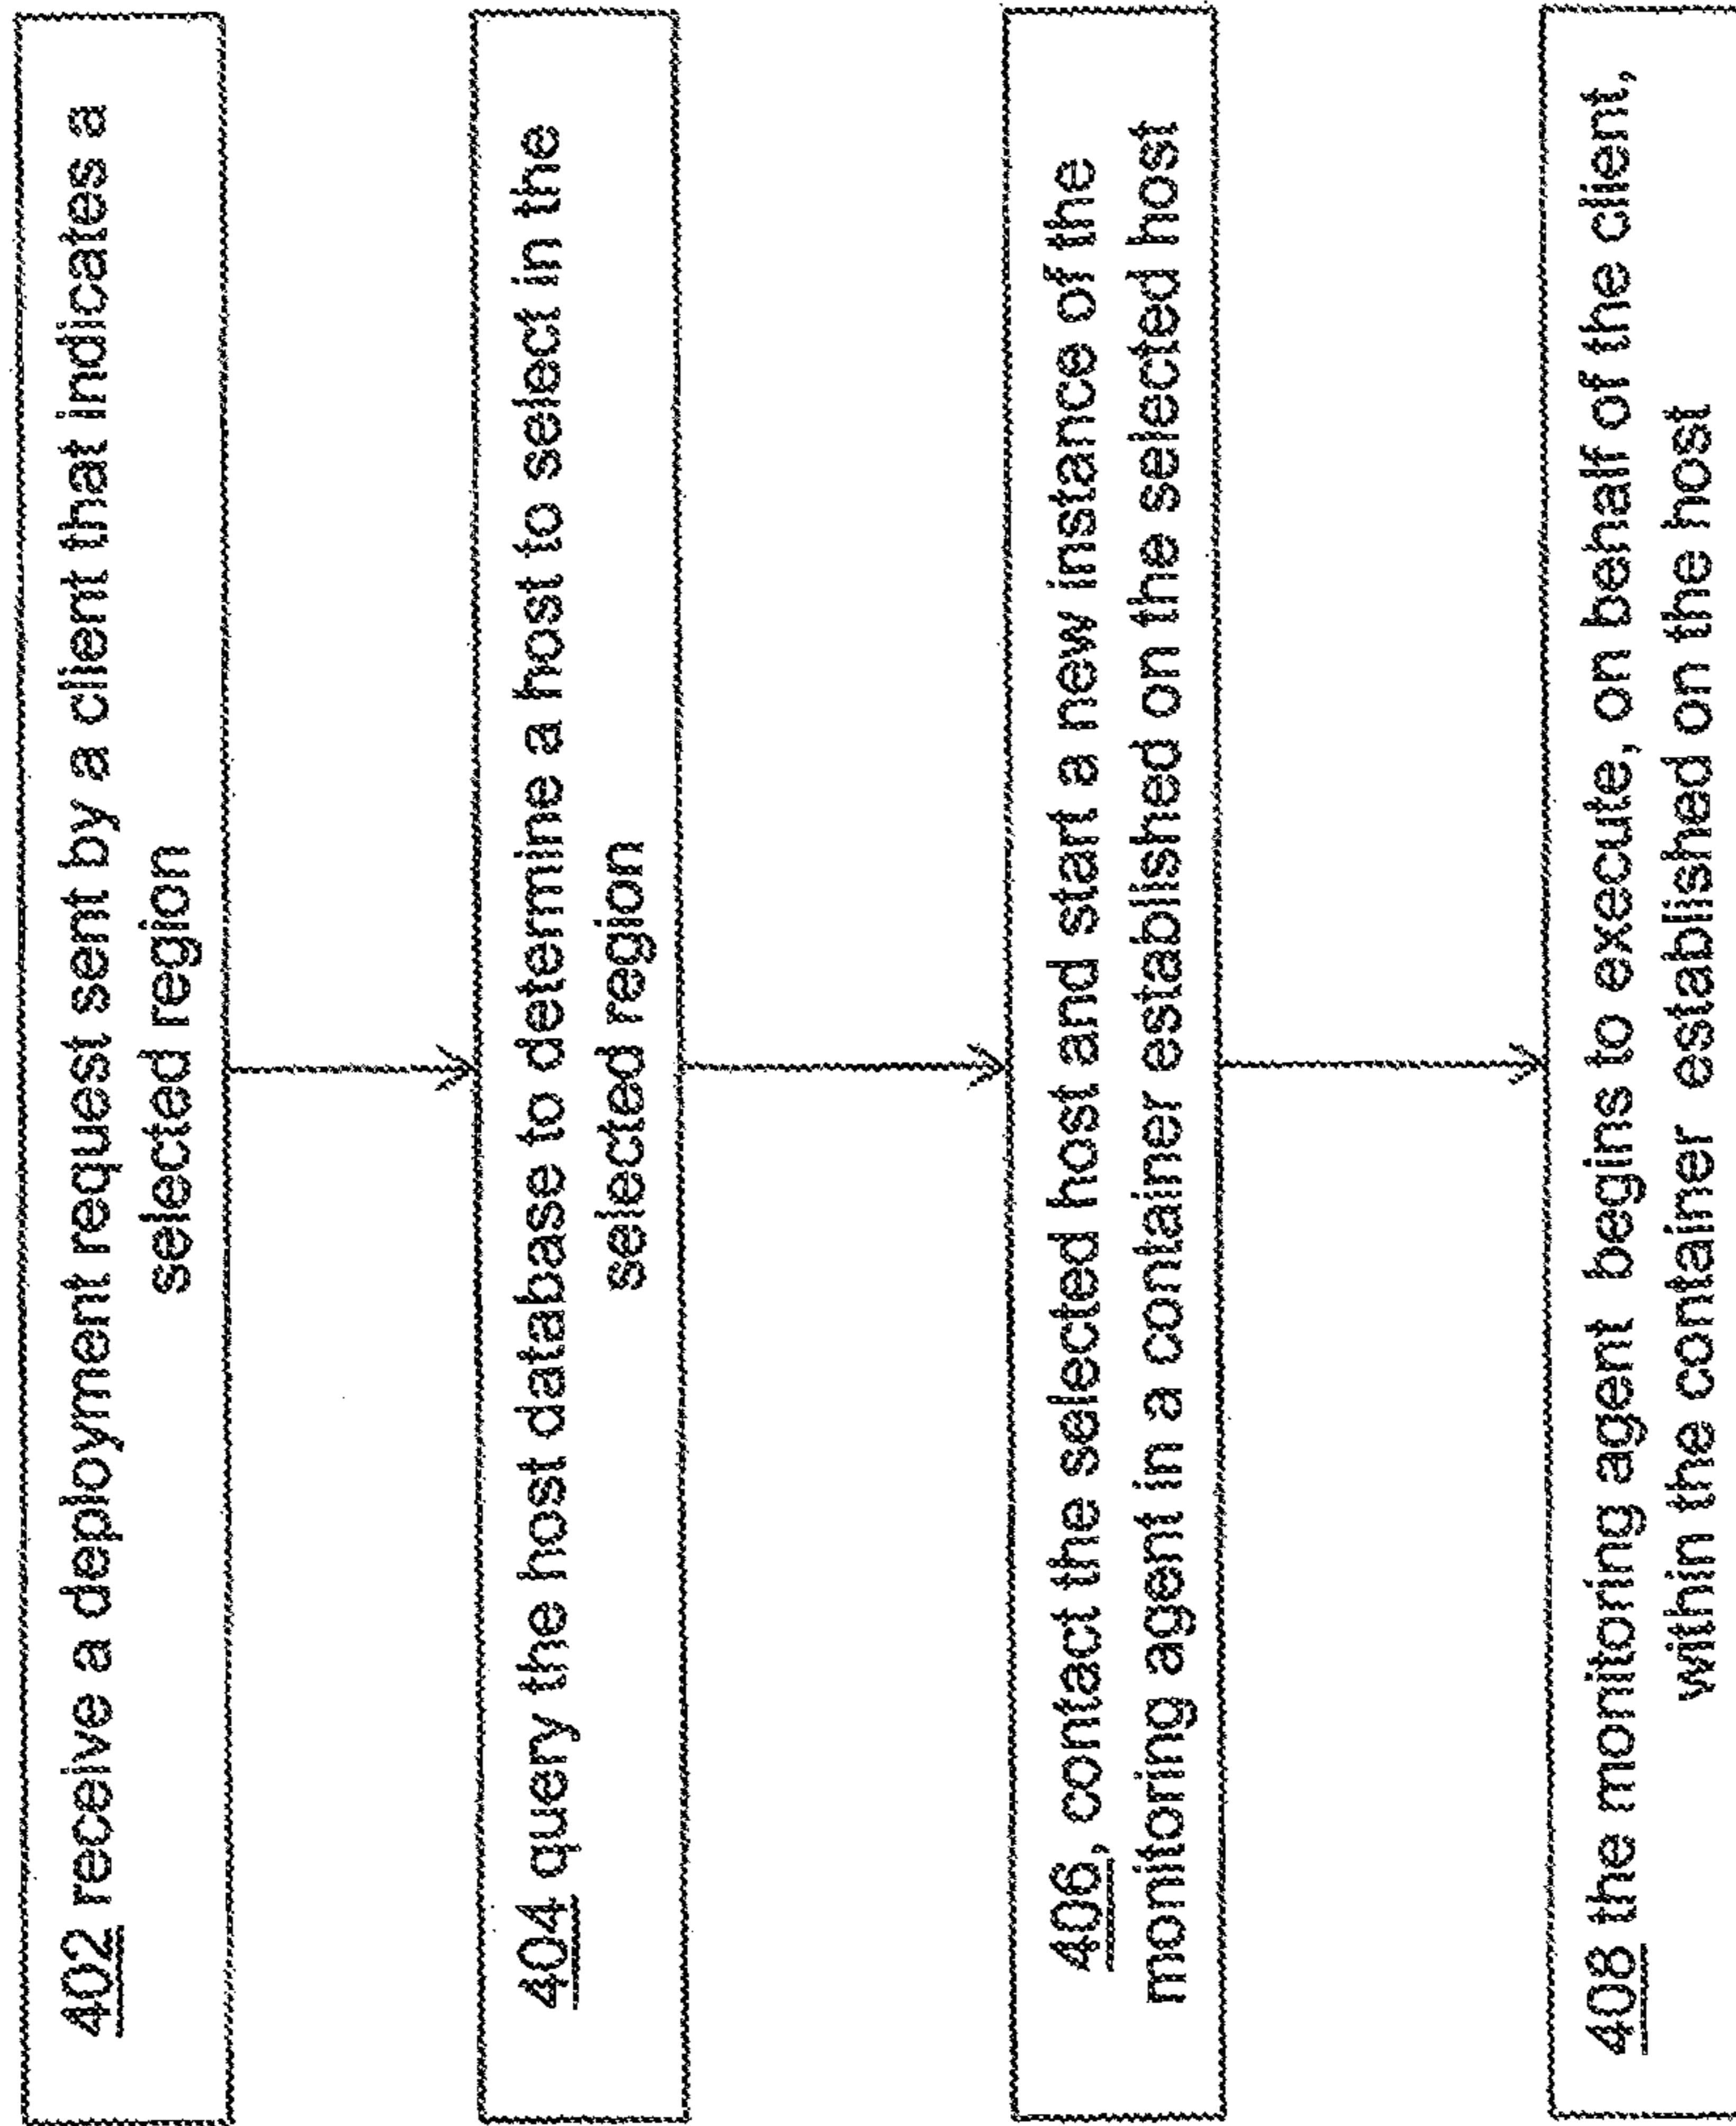 402 receive a deployment request sent by a client that indicates a
selected region
404 query the host database to determine a host to select in the
selected region
406, contact the selected host and start a new instance of the
monitoring agent in a container established on the selected host
408 the monitoring agent begins to execute, on behalf of the client,
within the container established on the host